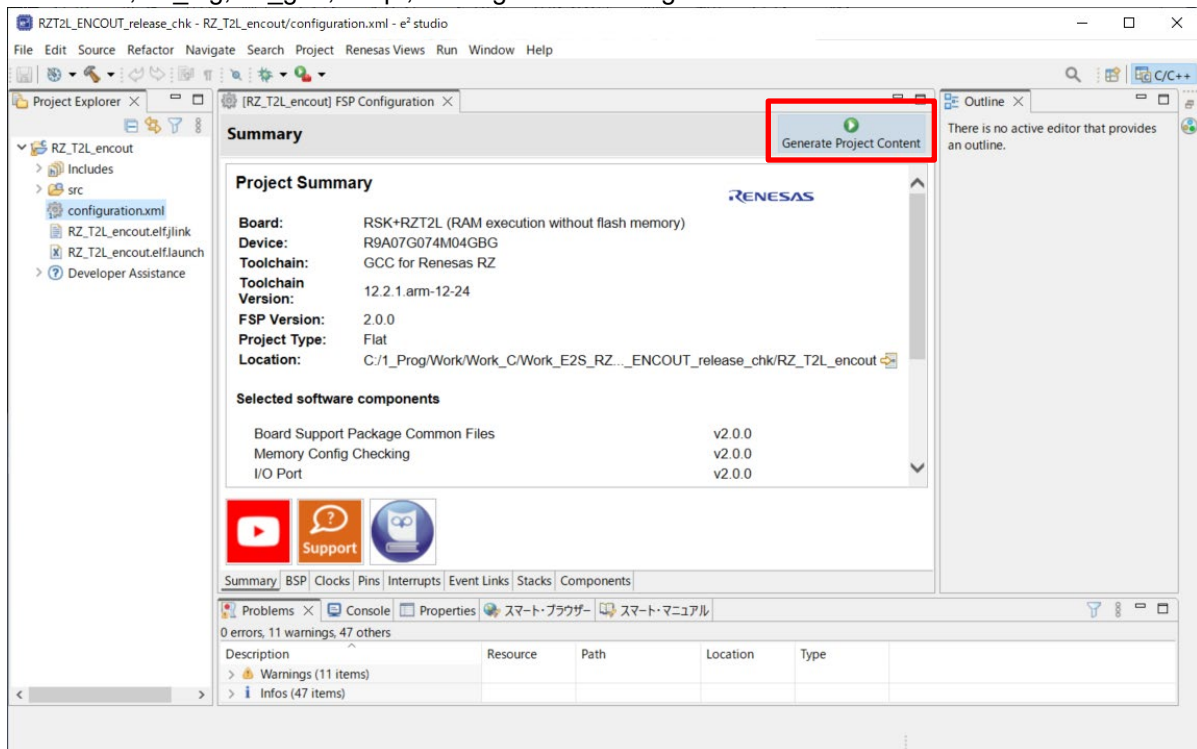 RZT2L_ENCOUT_release_chk - RZ_T2L_encout/configuration.xml - e² studio
File Edit Source Refactor Navigate Search Project Renesas Views Run Window Help
C/C++
Project Explorer
[RZ_T2L_encout] FSP Configuration
Outline
RZ_T2L_encout
Includes
src
configuration.xml
RZ_T2L_encout.elf.jlink
RZ_T2L_encout.elf.launch
Developer Assistance
Summary
Generate Project Content
There is no active editor that provides
an outline.
Project Summary
RENESAS
Board: RSK+RZT2L (RAM execution without flash memory)
Device: R9A07G074M04GBG
Toolchain: GCC for Renesas RZ
Toolchain
Version: 12.2.1.arm-12-24
FSP Version: 2.0.0
Project Type: Flat
Location: C:/1_Prog/Work/Work_C/Work_E2S_RZ..._ENCOUT_release_chk/RZ_T2L_encout
Selected software components
Board Support Package Common Files v2.0.0
Memory Config Checking v2.0.0
I/O Port v2.0.0
Support
Summary BSP Clocks Pins Interrupts Event Links Stacks Components
Problems Console Properties スマート・ブラウザー スマート・マニュアル
0 errors, 11 warnings, 47 others
Description Resource Path Location Type
Warnings (11 items)
Infos (47 items)